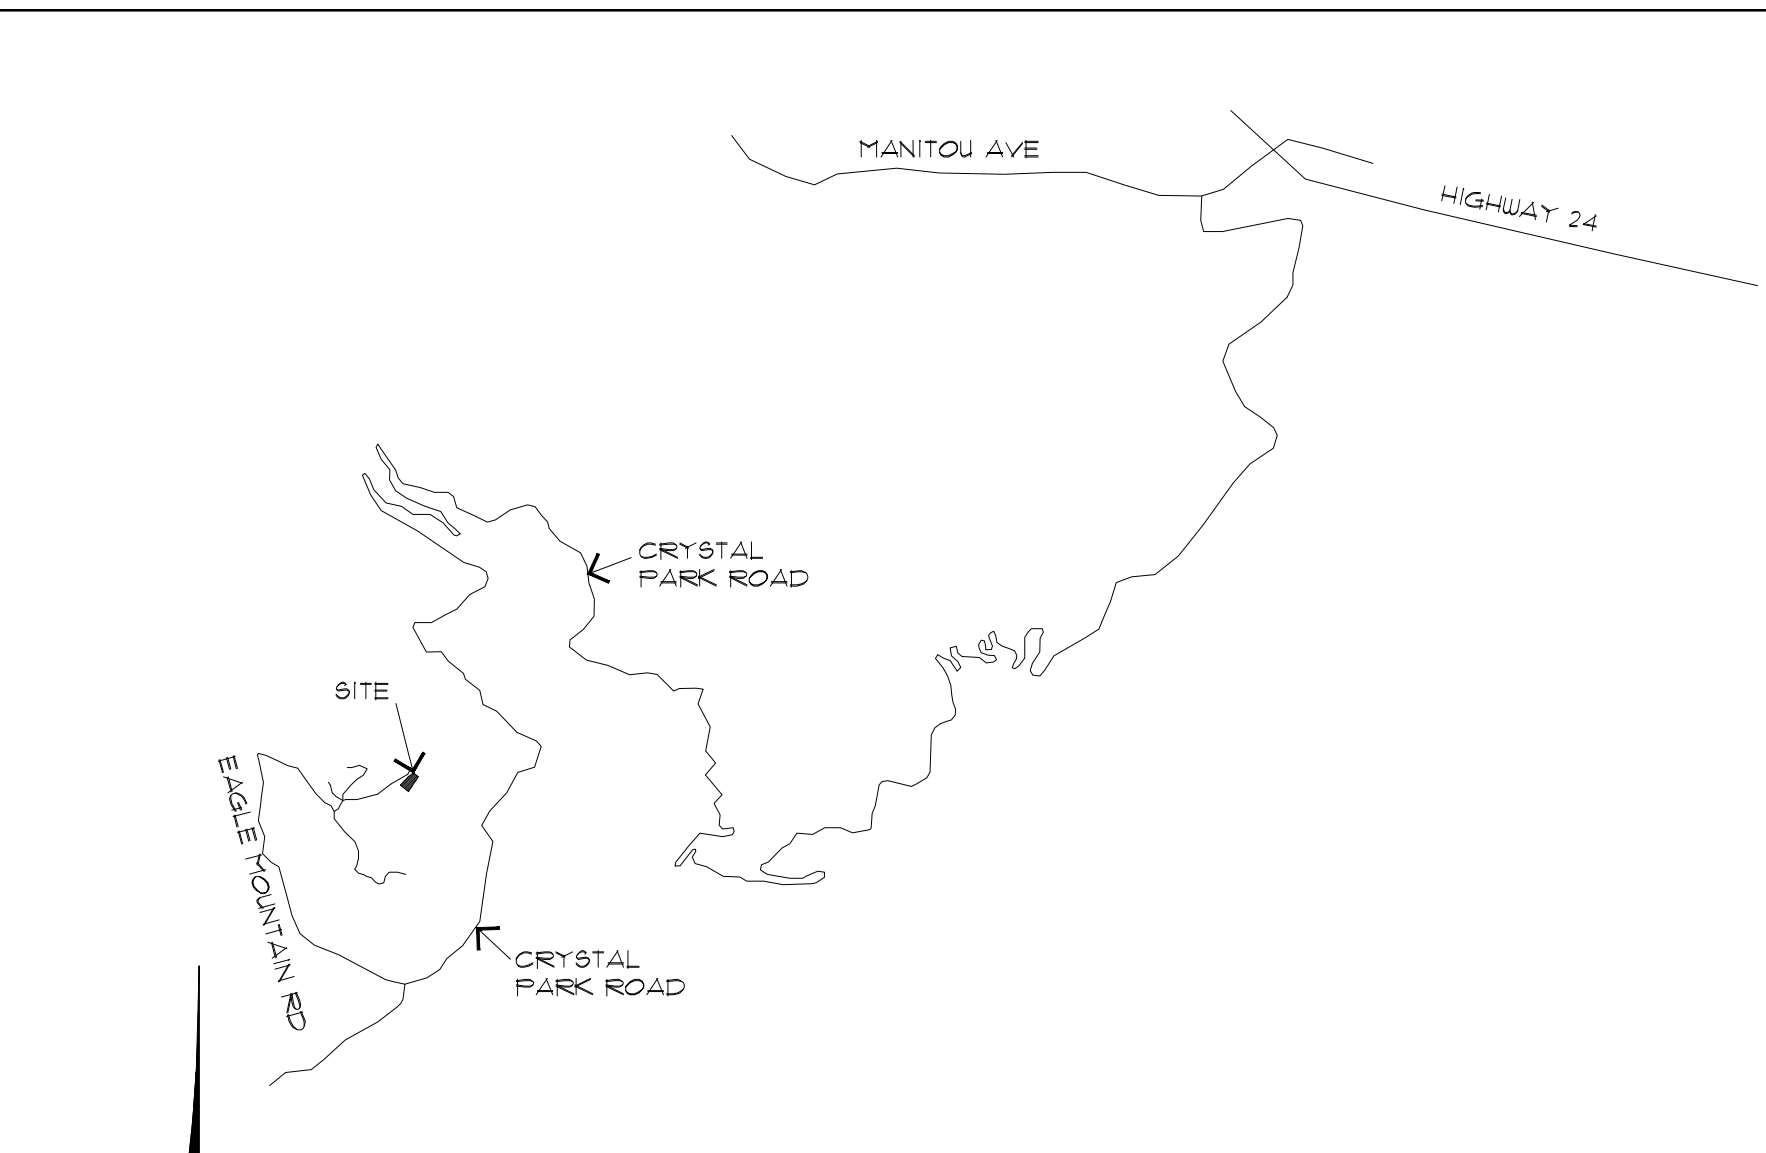 MANITOU AVE
HIGHWAY 24
CRYSTAL
PARK ROAD
SITE
EAGLE MOUNTAIN RD
CRYSTAL
PARK ROAD